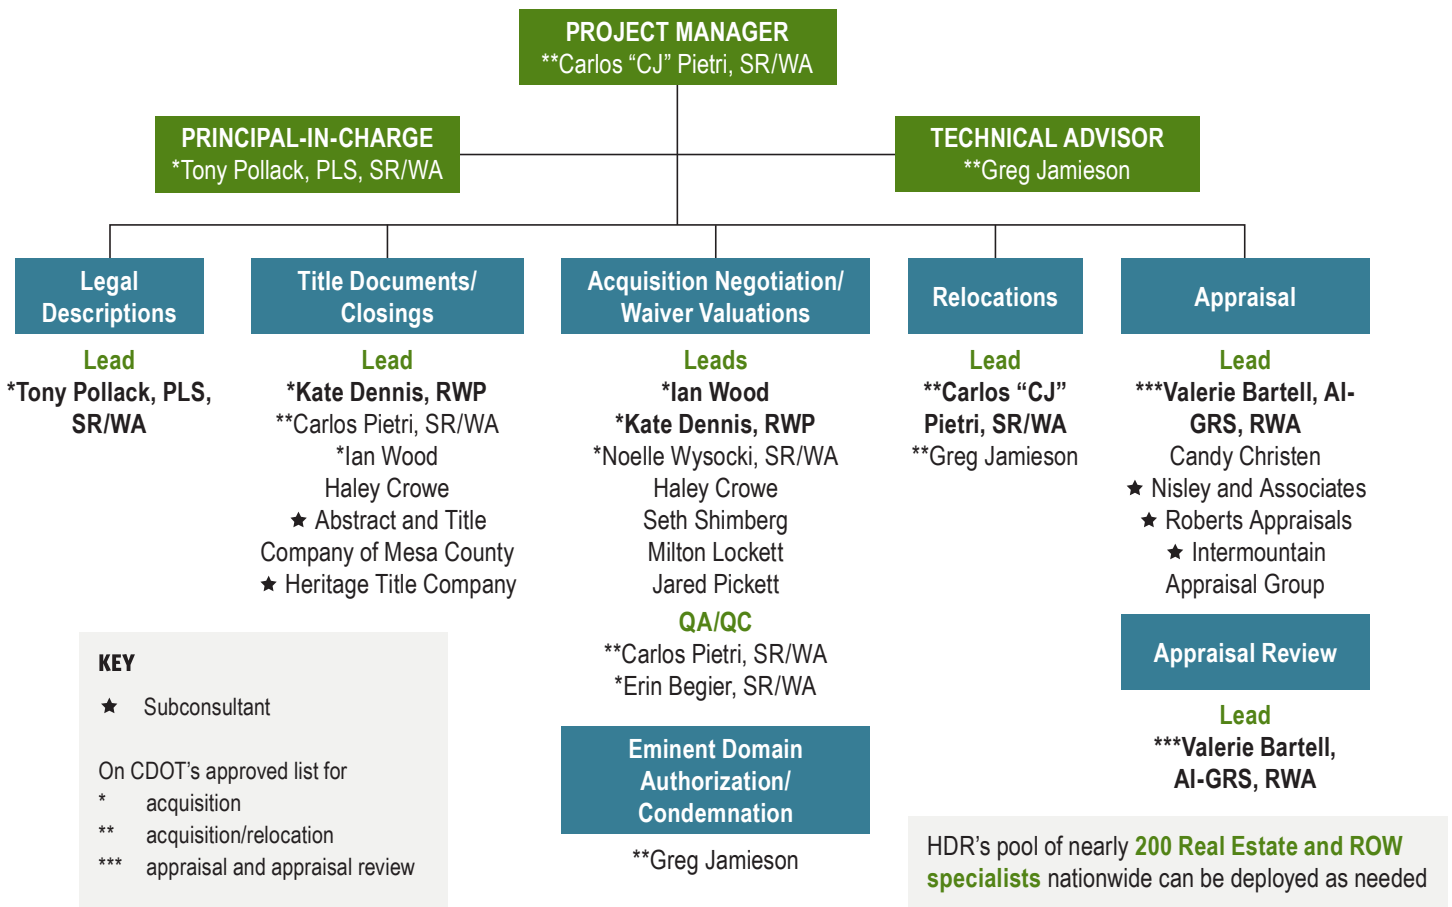 PROJECT MANAGER
**Carlos “CJ” Pietri, SR/WA
PRINCIPAL-IN-CHARGE
*Tony Pollack, PLS, SR/WA
TECHNICAL ADVISOR
**Greg Jamieson
Legal
Descriptions
Lead
*Tony Pollack, PLS,
SR/WA
Title Documents/
Closings
Lead
*Kate Dennis, RWP
**Carlos Pietri, SR/WA
*Ian Wood
Haley Crowe
★ Abstract and Title
Company of Mesa County
★ Heritage Title Company
Acquisition Negotiation/
Waiver Valuations
Leads
*Ian Wood
*Kate Dennis, RWP
*Noelle Wysocki, SR/WA
Haley Crowe
Seth Shimberg
Milton Lockett
Jared Pickett
QA/QC
**Carlos Pietri, SR/WA
*Erin Begier, SR/WA
Eminent Domain
Authorization/
Condemnation
**Greg Jamieson
Relocations
Lead
**Carlos “CJ”
Pietri, SR/WA
**Greg Jamieson
Appraisal
Lead
***Valerie Bartell, AI-
GRS, RWA
Candy Christen
★ Nisley and Associates
★ Roberts Appraisals
★ Intermountain
Appraisal Group
Appraisal Review
Lead
***Valerie Bartell,
AI-GRS, RWA
KEY
★ Subconsultant
On CDOT’s approved list for
* acquisition
** acquisition/relocation
*** appraisal and appraisal review
HDR’s pool of nearly 200 Real Estate and ROW
specialists nationwide can be deployed as needed